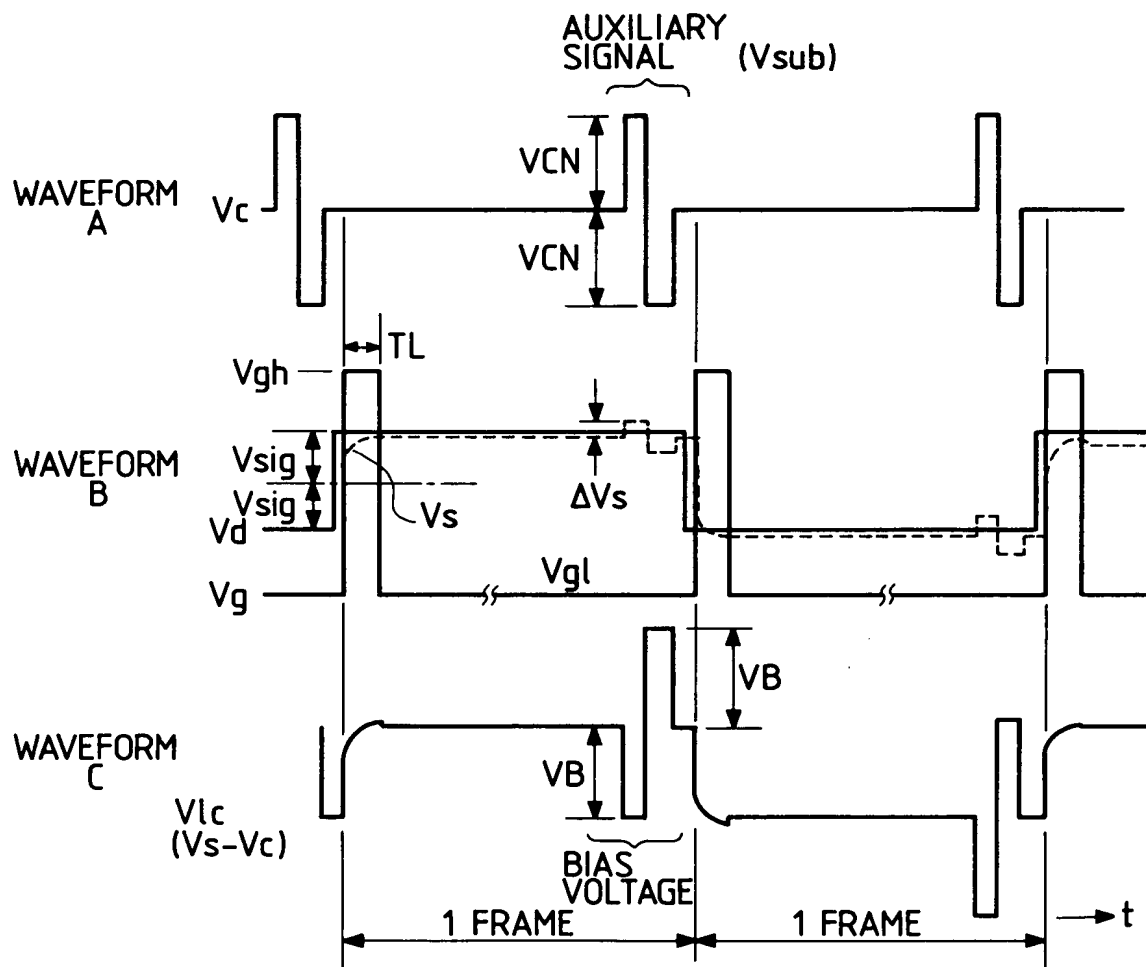 AUXILIARY
SIGNAL (Vsub)
VCN
WAVEFORM
A
Vc
VCN
TL
Vgh
WAVEFORM
B
Vsig
Vsig
Vs
ΔVs
Vd
Vgl
Vg
VB
WAVEFORM
C
VB
Vlc
(Vs-Vc)
BIAS
VOLTAGE
1 FRAME
1 FRAME
t